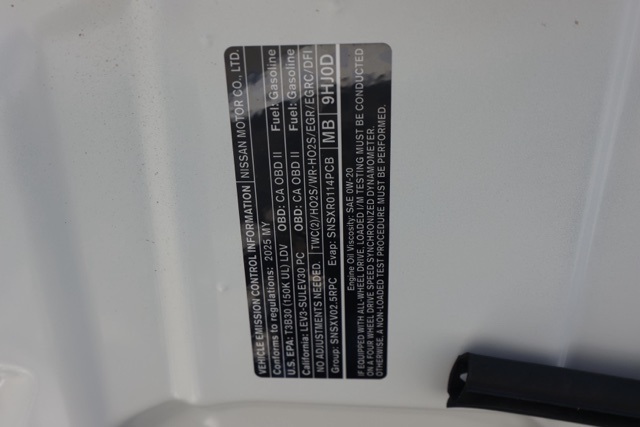 VEHICLE EMISSION CONTROL INFORMATION NISSAN MOTOR CO., LTD.
Conforms to regulations: 2025 MY
U.S. EPA: T3B30 (150K UL) LDV OBD: CA OBD II Fuel: Gasoline
California: LEV3-SULEV30 PC OBD: CA OBD II Fuel: Gasoline
NO ADJUSTMENTS NEEDED. TWC(2)/HO2S/WR-HO2S/EGR/EGRC/DFI
Group: SNSXV02.5RPC Evap: SNSXR0114PCB MB 9HJ0D
Engine Oil Viscosity: SAE 0W-20
IF EQUIPPED WITH ALL-WHEEL DRIVE, LOADED I/M TESTING MUST BE CONDUCTED
ON A FOUR WHEEL DRIVE SPEED SYNCHRONIZED DYNAMOMETER.
OTHERWISE, A NON-LOADED TEST PROCEDURE MUST BE PERFORMED.